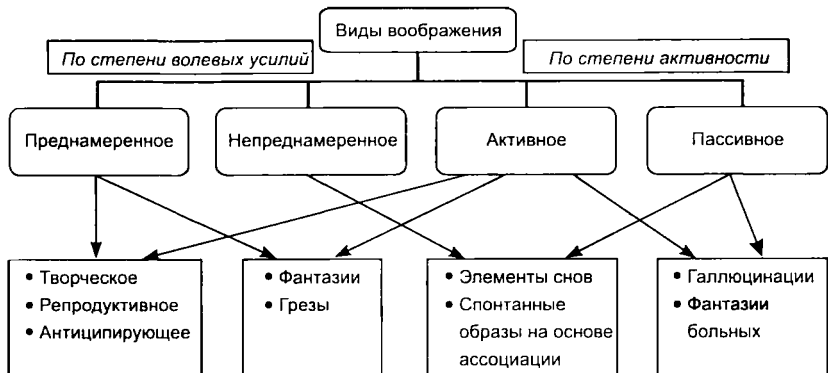 Виды воображения
По степени волевых усилий
По степени активности
Преднамеренное
Непреднамеренное
Активное
Пассивное
• Творческое
• Репродуктивное
• Антиципирующее
• Фантазии
• Грезы
• Элементы снов
• Спонтанные
образы на основе
ассоциации
• Галлюцинации
• Фантазии
больных